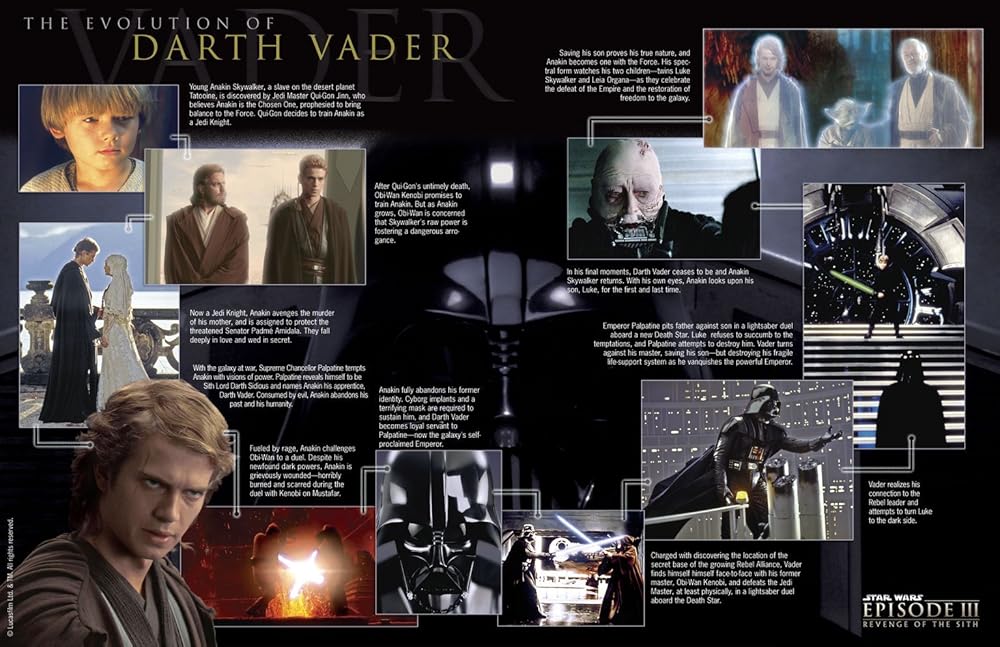 THE EVOLUTION OF
VADER
DARTH VADER
Young Anakin Skywalker, a slave on the desert planet
Tatooine, is discovered by Jedi Master Qui-Gon Jinn, who
believes Anakin is the Chosen One, prophesied to bring
balance to the Force. Qui-Gon decides to train Anakin as
a Jedi Knight.
After Qui-Gon's untimely death,
Obi-Wan Kenobi promises to
train Anakin. But as Anakin
grows, Obi-Wan is concerned
that Skywalker's raw power is
fostering a dangerous arro-
gance.
Now a Jedi Knight, Anakin avenges the murder
of his mother, and is assigned to protect the
threatened Senator Padmé Amidala. They fall
deeply in love and wed in secret.
With the galaxy at war, Supreme Chancellor Palpatine tempts
Anakin with visions of power. Palpatine reveals himself to be
Sith Lord Darth Sidious and names Anakin his apprentice,
Darth Vader. Consumed by evil, Anakin abandons his
past and his humanity.
Fueled by rage, Anakin challenges
Obi-Wan to a duel. Despite his
newfound dark powers, Anakin is
grievously wounded—horribly
burned and scarred during the
duel with Kenobi on Mustafar.
Anakin fully abandons his former
identity. Cyborg implants and a
terrifying mask are required to
sustain him, and Darth Vader
becomes loyal servant to
Palpatine—now the galaxy's self-
proclaimed Emperor.
Charged with discovering the location of the
secret base of the growing Rebel Alliance, Vader
finds himself himself face-to-face with his former
master, Obi-Wan Kenobi, and defeats the Jedi
Master, at least physically, in a lightsaber duel
aboard the Death Star.
Vader realizes his
connection to the
Rebel leader and
attempts to turn Luke
to the dark side.
Emperor Palpatine pits father against son in a lightsaber duel
aboard a new Death Star. Luke refuses to succumb to the
temptations, and Palpatine attempts to destroy him. Vader turns
against his master, saving his son—but destroying his fragile
life-support system as he vanquishes the powerful Emperor.
In his final moments, Darth Vader ceases to be and Anakin
Skywalker returns. With his own eyes, Anakin looks upon his
son, Luke, for the first and last time.
Saving his son proves his true nature, and
Anakin becomes one with the Force. His spec-
tral form watches his two children—twins Luke
Skywalker and Leia Organa—as they celebrate
the defeat of the Empire and the restoration of
freedom to the galaxy.
STAR WARS
EPISODE III
REVENGE OF THE SITH
© Lucasfilm Ltd. & TM. All rights reserved.